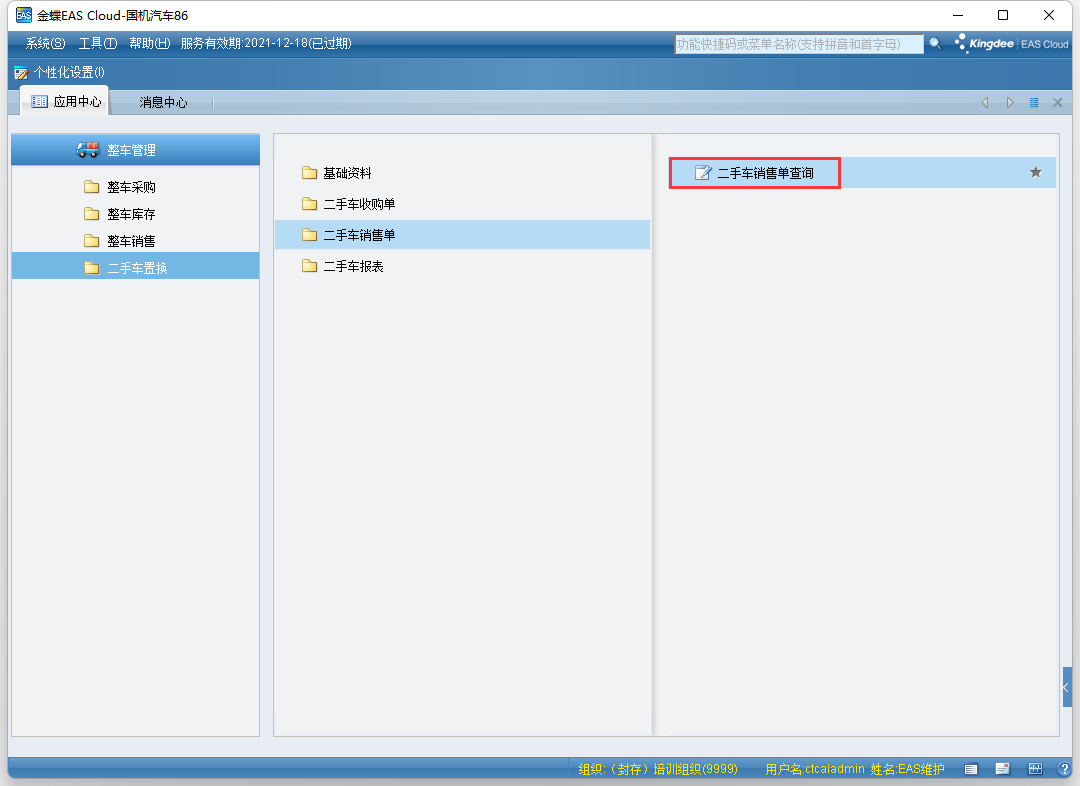 EAS 金蝶EAS Cloud-国机汽车86
系统(S) 工具(T) 帮助(H) 服务有效期:2021-12-18(已过期) 功能快捷码或菜单名称(支持拼音和首字母) Kingdee | EAS Cloud
个性化设置(I)
应用中心 消息中心
整车管理
整车采购
整车库存
整车销售
二手车置换
基础资料
二手车收购单
二手车销售单
二手车报表
二手车销售单查询
组织:（封存）培训组织(9999) 用户名:ctcaiadmin 姓名:EAS维护